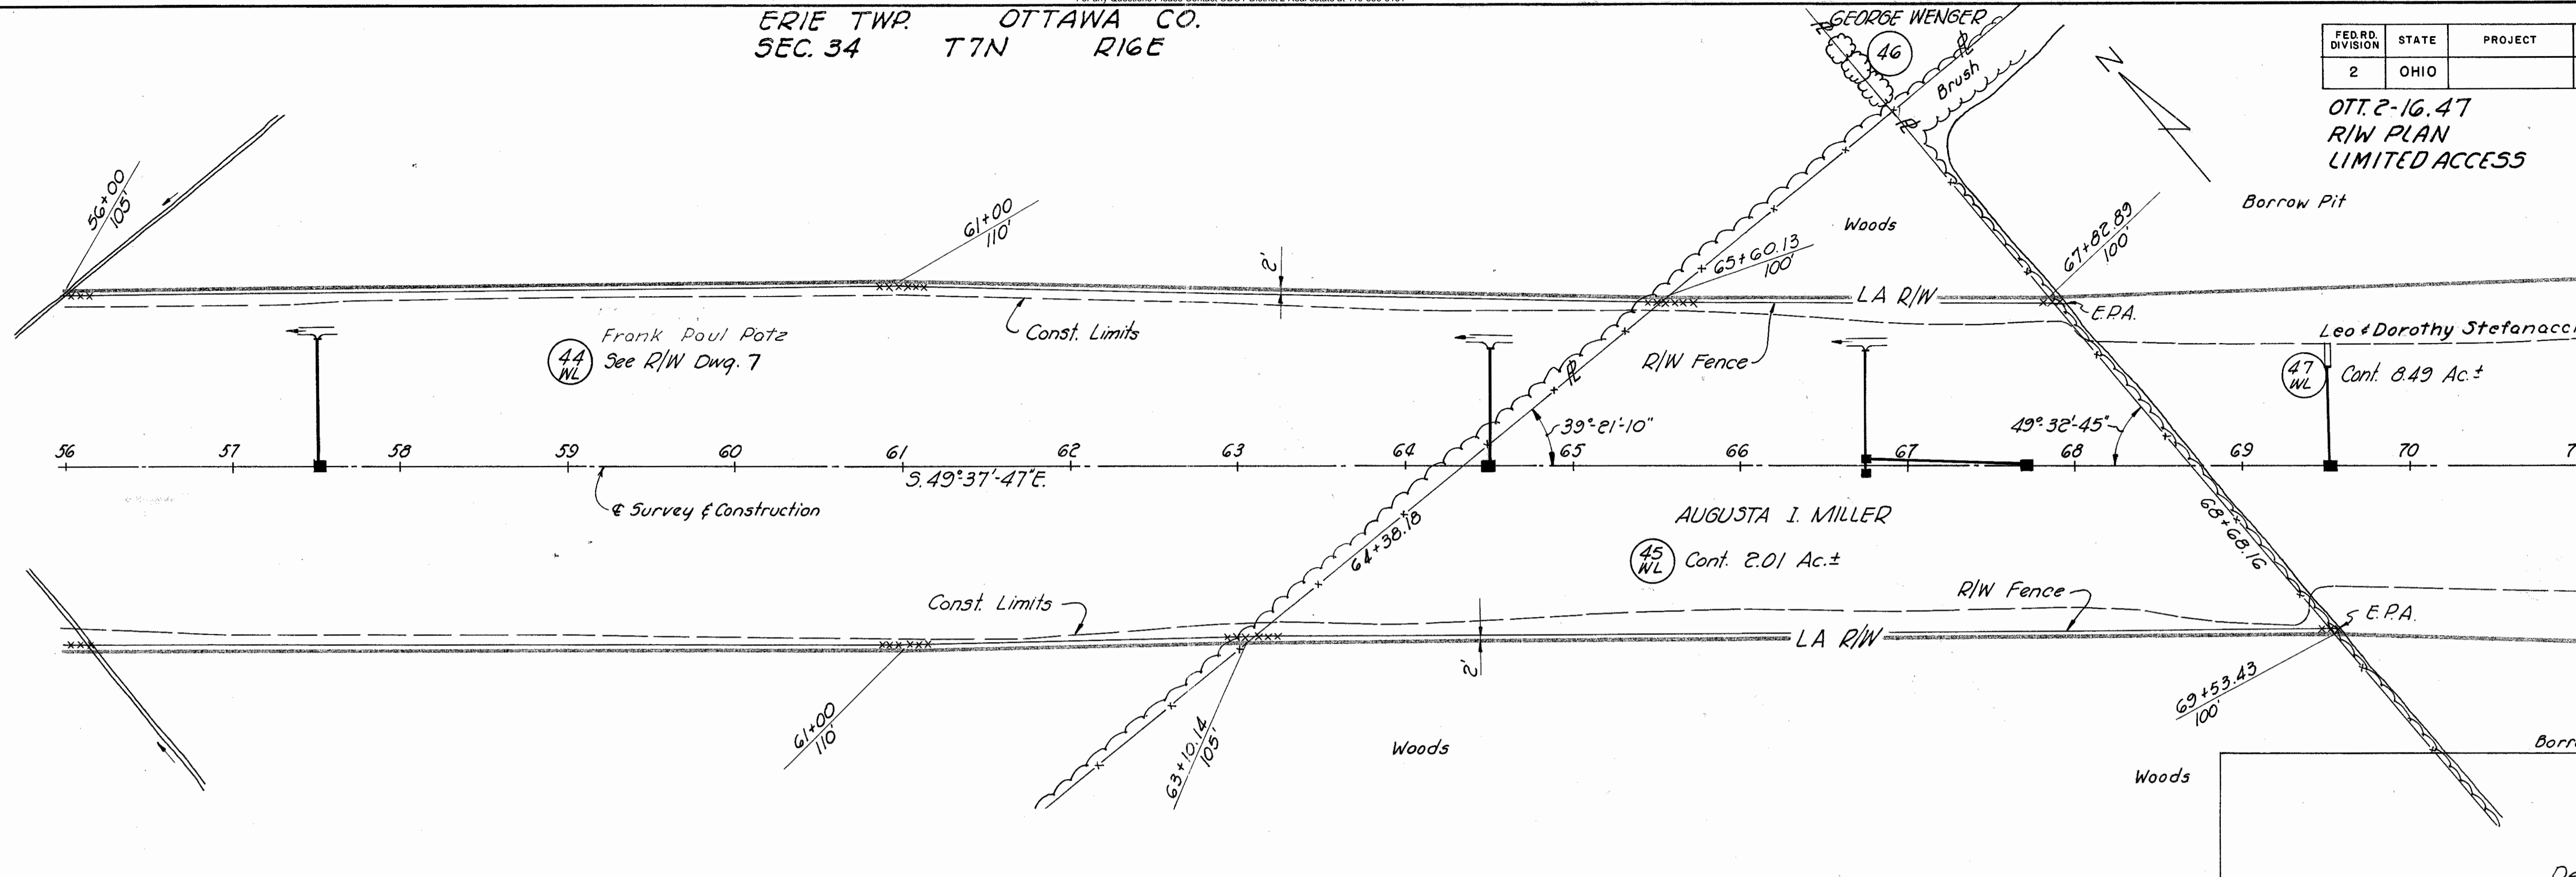 ERIE TWP. OTTAWA CO.
SEC. 34 T7N R16E
GEORGE WENGER
46
Brush
N
FED. RD. DIVISION STATE PROJECT
2 OHIO
OTT. 2-16.47
R/W PLAN
LIMITED ACCESS
Borrow Pit
56+00
105'
61+00
110'
2'
Woods
65+60.13
100'
67+82.89
100'
LA R/W
E.P.A.
Const. Limits
R/W Fence
Frank Paul Patz
44 WL See R/W Dwg. 7
Leo & Dorothy Stefanacci
47 WL Cont. 8.49 Ac.±
39°-21'-10"
49°-32'-45"
56 57 58 59 60 61 62 63 64 65 66 67 68 69 70
S. 49°-37'-47" E.
℄ Survey & Construction
AUGUSTA I. MILLER
45 WL Cont. 2.01 Ac.±
64+38.18
68+68.16
Const. Limits
R/W Fence
E.P.A.
LA R/W
2'
61+00
110'
63+10.14
105'
69+53.43
100'
Woods
Woods